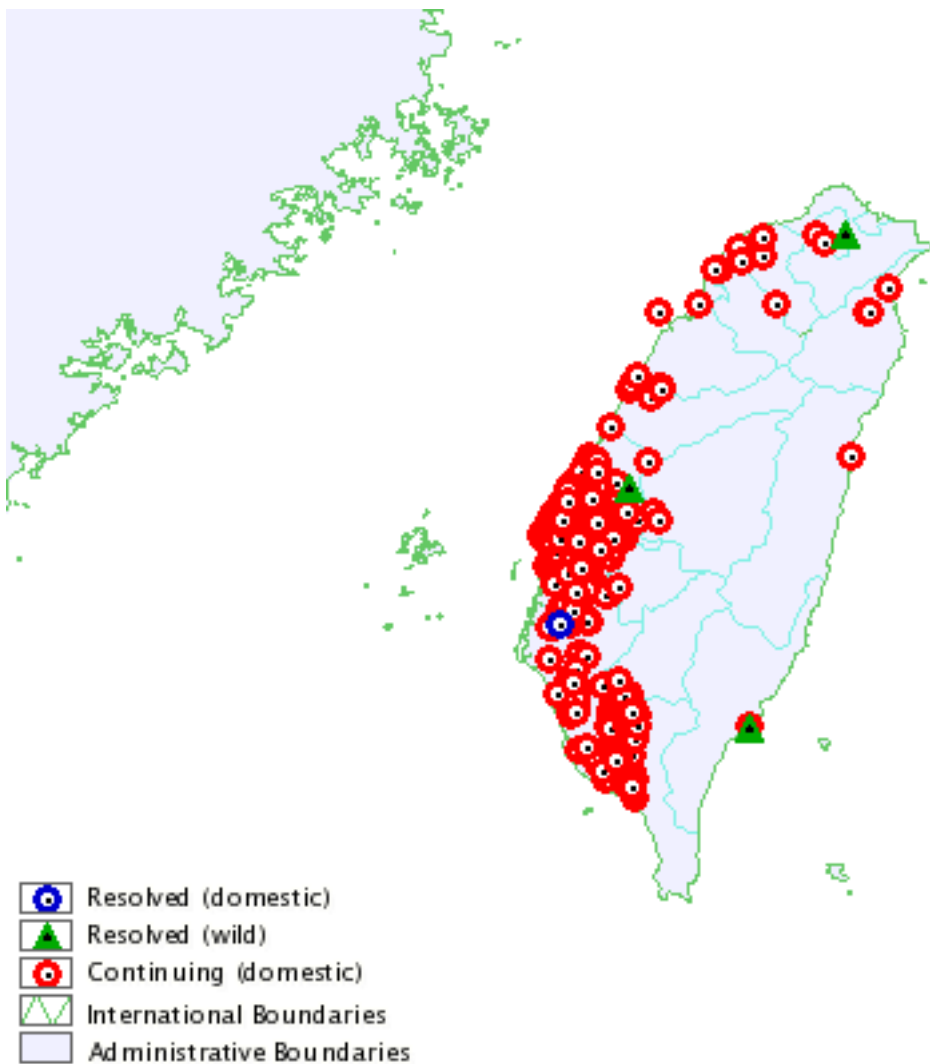 Resolved (domestic)
Resolved (wild)
Continuing (domestic)
International Boundaries
Administrative Boundaries